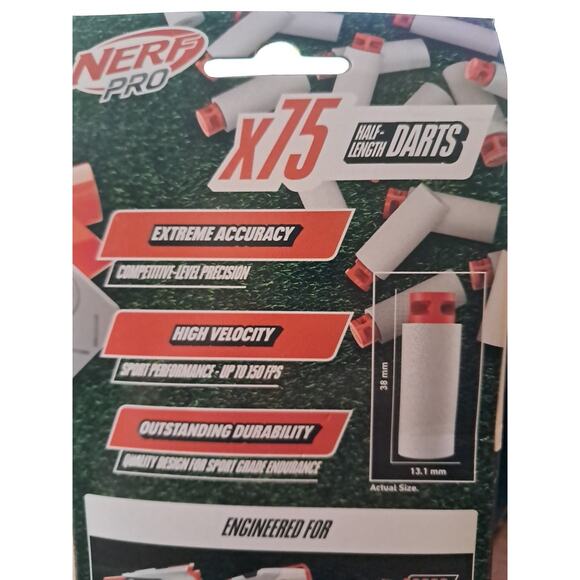 NERF
PRO
X75
HALF-
LENGTH
DARTS
EXTREME ACCURACY
COMPETITIVE-LEVEL PRECISION
HIGH VELOCITY
SPORT PERFORMANCE - UP TO 150 FPS
OUTSTANDING DURABILITY
QUALITY DESIGN FOR SPORT GRADE ENDURANCE
38 mm
13.1 mm
Actual Size.
ENGINEERED FOR